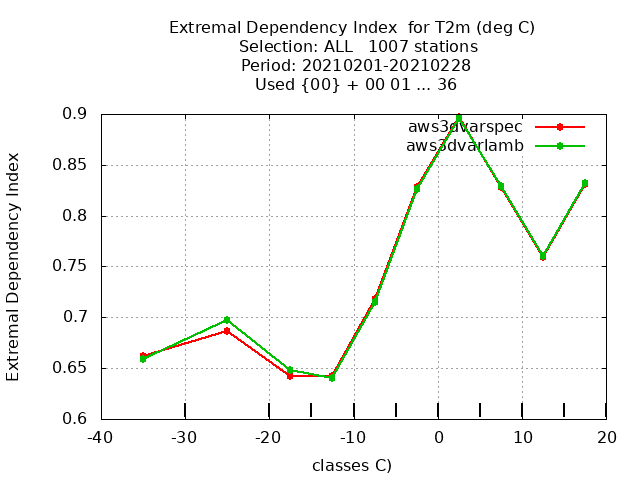 Extremal Dependency Index  for T2m (deg C)
Selection: ALL   1007 stations
Period: 20210201-20210228
Used {00} + 00 01 ... 36
aws3dvarspec
aws3dvarlamb
0.9
0.85
0.8
0.75
0.7
0.65
0.6
Extremal Dependency Index
-40 -30 -20 -10 0 10 20
classes C)